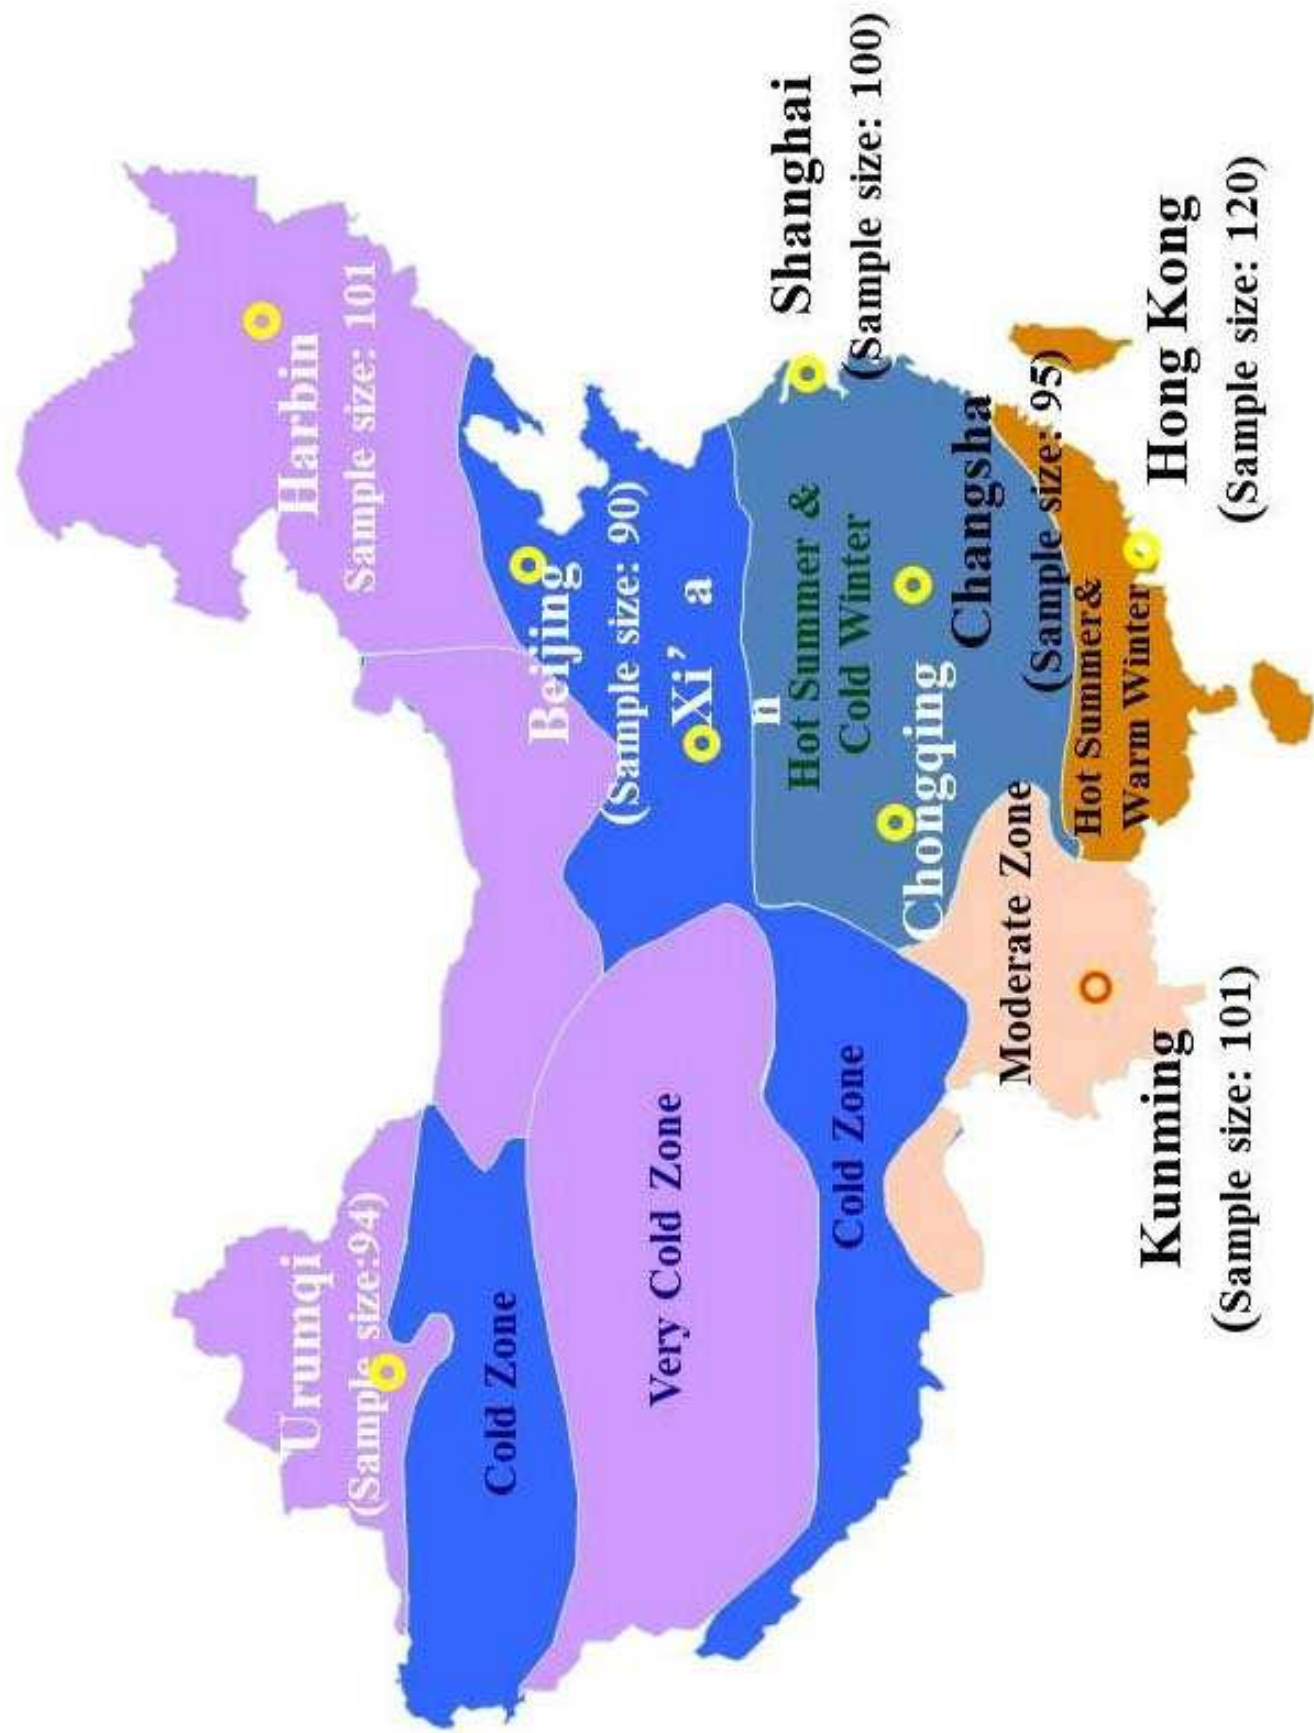 Urumqi
(Sample size:94)
Harbin
Sample size: 101
Cold Zone
Beijing
(Sample size: 90)
Very Cold Zone
Xi’ a
n
Cold Zone
Hot Summer &
Cold Winter
Shanghai
(Sample size: 100)
Chongqing
Changsha
(Sample size: 95)
Moderate Zone
Hot Summer&
Warm Winter
Kunming
(Sample size: 101)
Hong Kong
(Sample size: 120)